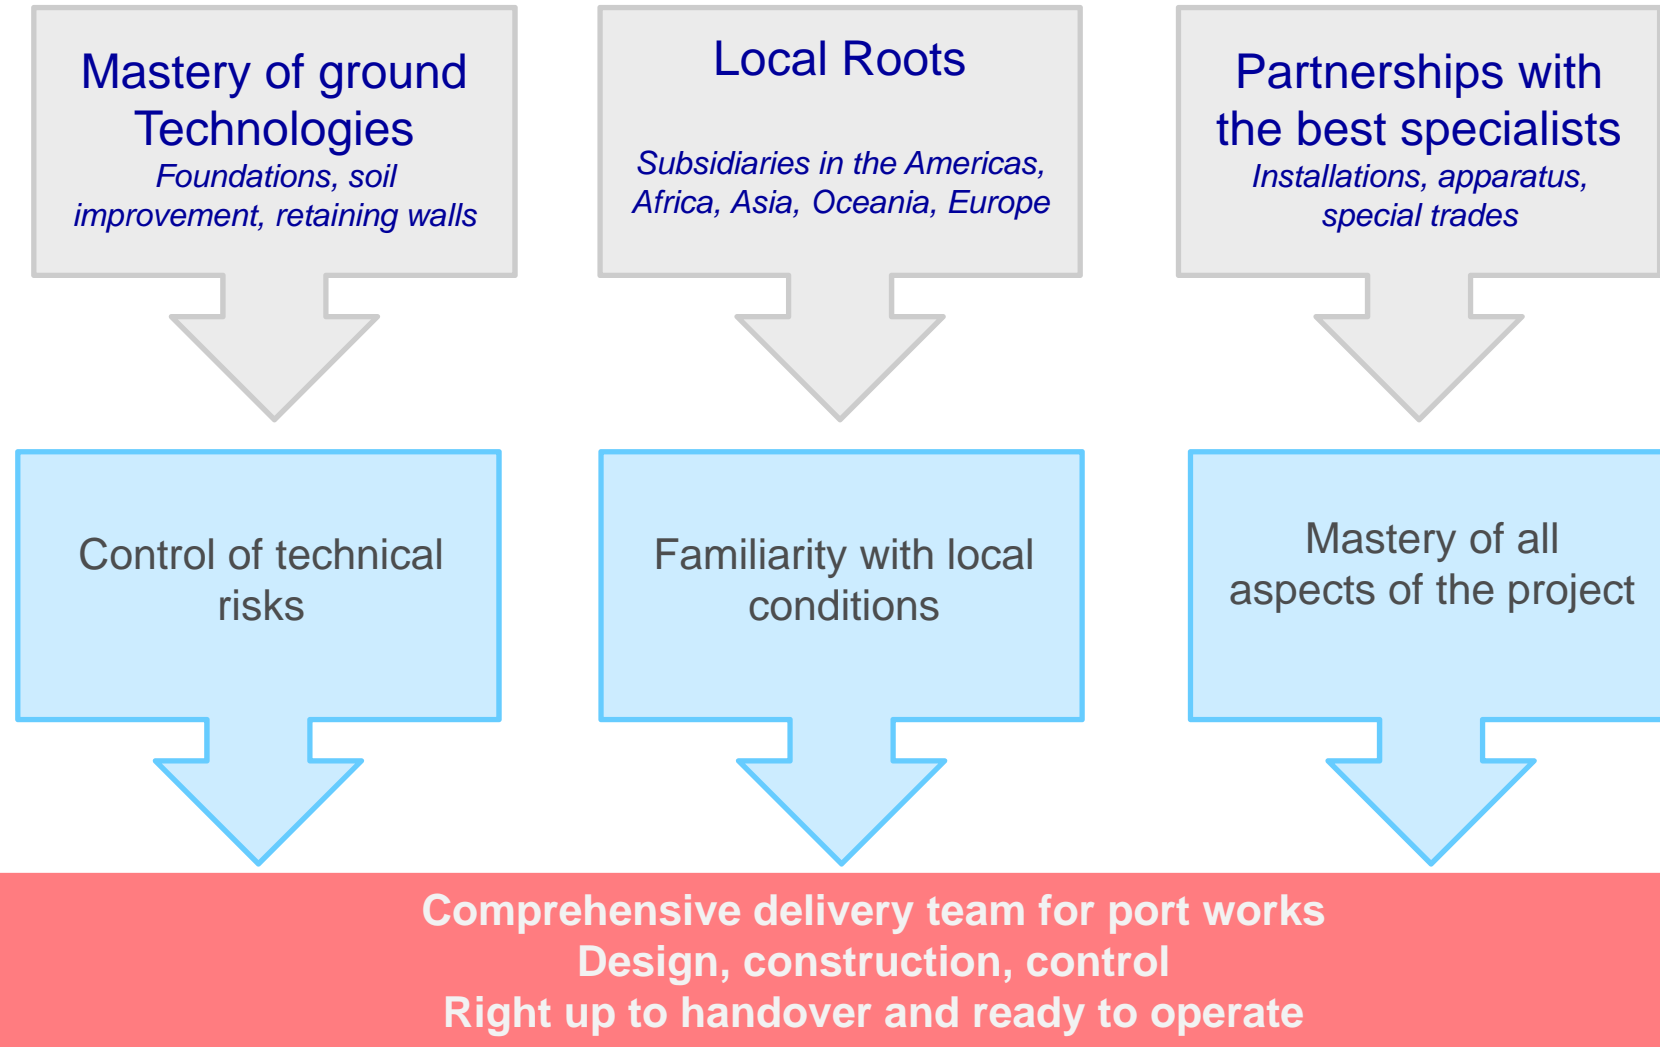 Mastery of ground
Technologies
Foundations, soil
improvement, retaining walls
Local Roots
Subsidiaries in the Americas,
Africa, Asia, Oceania, Europe
Partnerships with
the best specialists
Installations, apparatus,
special trades
Control of technical
risks
Familiarity with local
conditions
Mastery of all
aspects of the project
Comprehensive delivery team for port works
Design, construction, control
Right up to handover and ready to operate